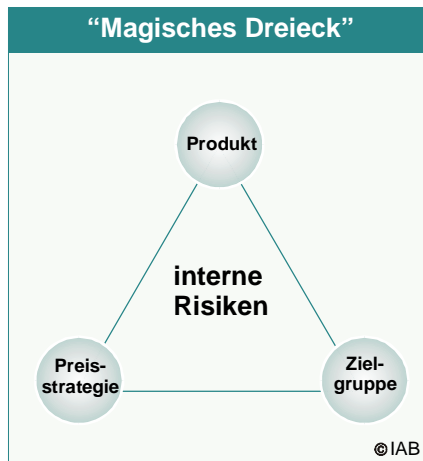 “Magisches Dreieck”
Produkt
interne
Risiken
Preis-
strategie
Ziel-
gruppe
©IAB